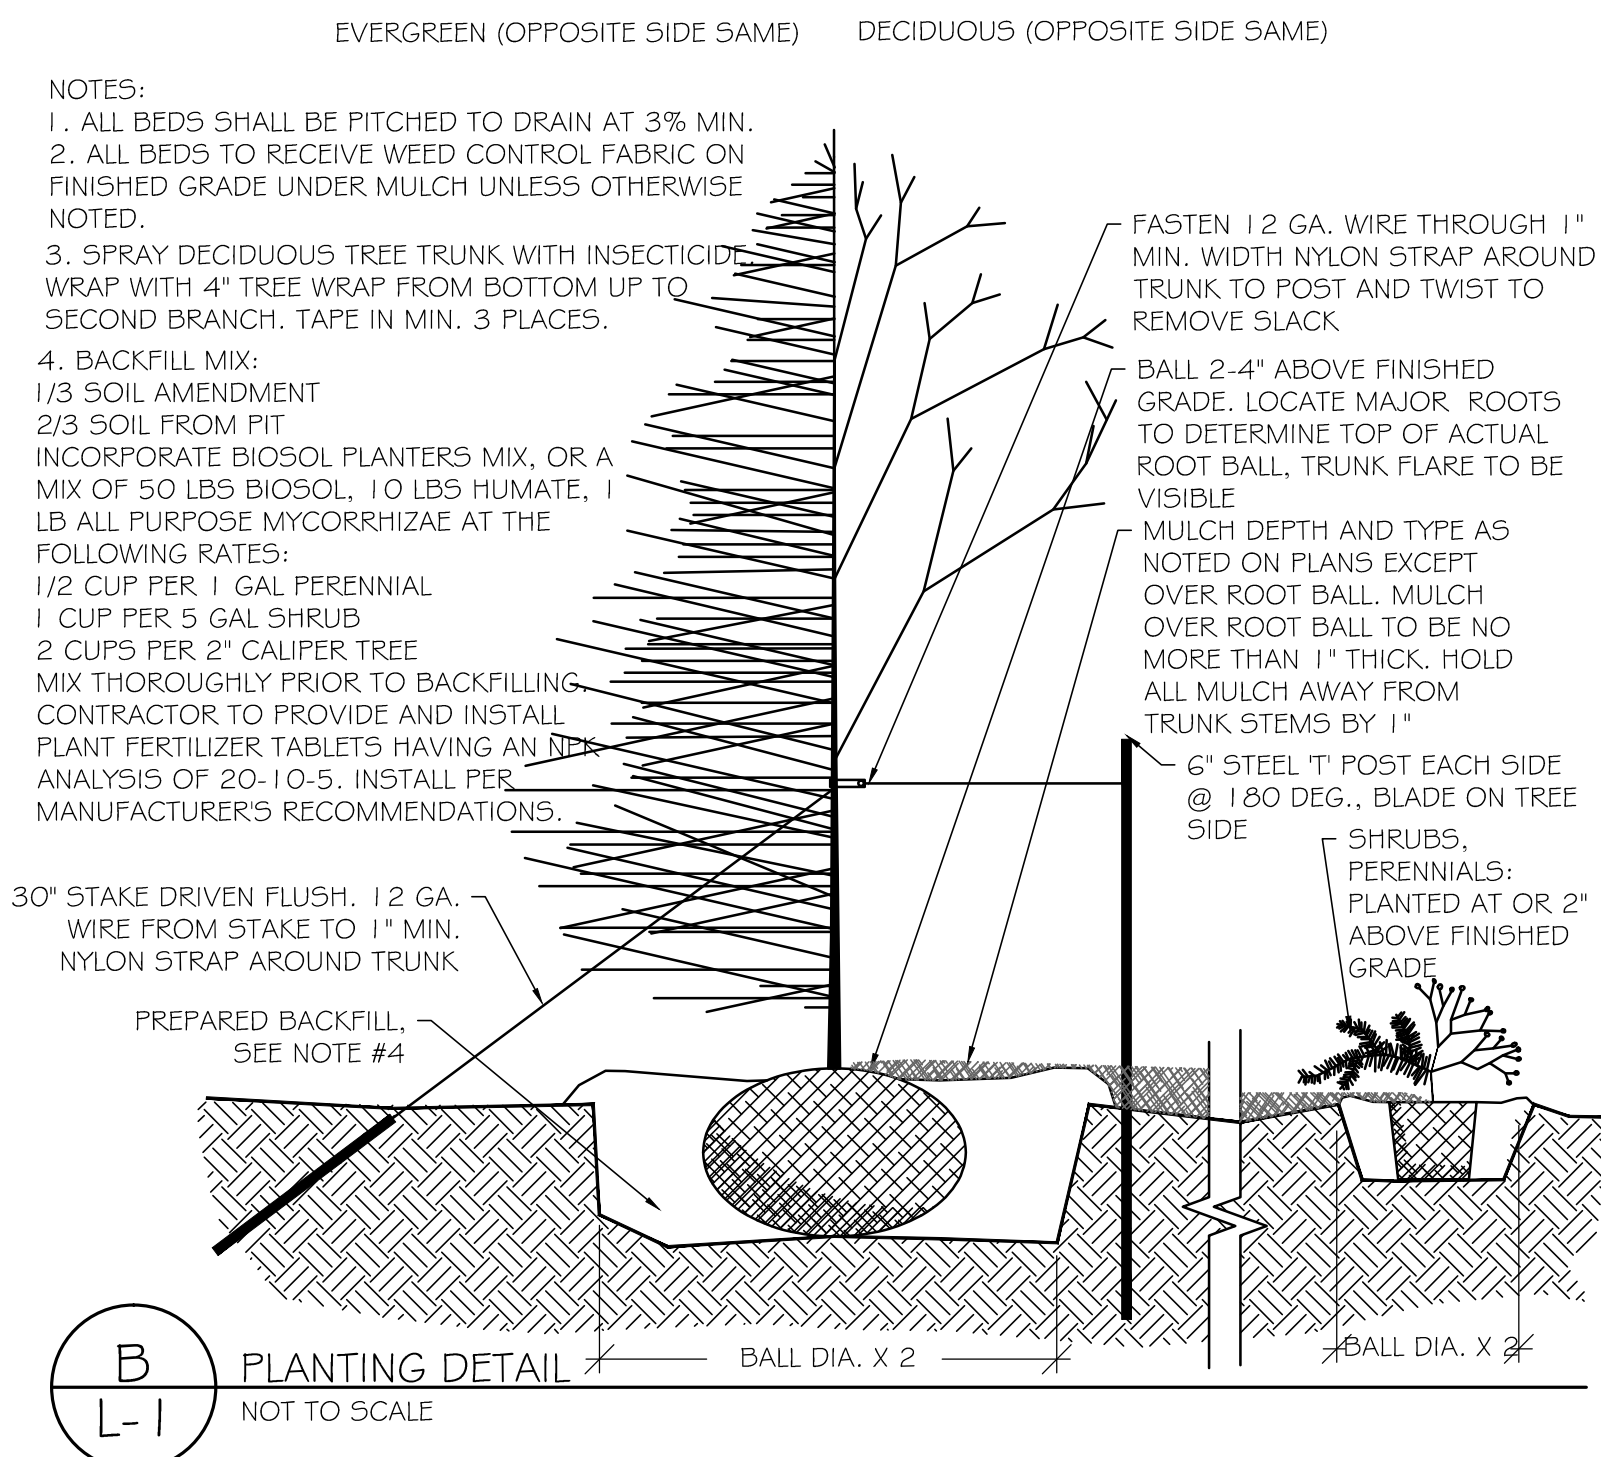 EVERGREEN (OPPOSITE SIDE SAME)
DECIDUOUS (OPPOSITE SIDE SAME)
NOTES:
1. ALL BEDS SHALL BE PITCHED TO DRAIN AT 3% MIN.
2. ALL BEDS TO RECEIVE WEED CONTROL FABRIC ON
FINISHED GRADE UNDER MULCH UNLESS OTHERWISE
NOTED.
3. SPRAY DECIDUOUS TREE TRUNK WITH INSECTICIDE.
WRAP WITH 4" TREE WRAP FROM BOTTOM UP TO
SECOND BRANCH. TAPE IN MIN. 3 PLACES.
4. BACKFILL MIX:
1/3 SOIL AMENDMENT
2/3 SOIL FROM PIT
INCORPORATE BIOSOL PLANTERS MIX, OR A
MIX OF 50 LBS BIOSOL, 10 LBS HUMATE, 1
LB ALL PURPOSE MYCORRHIZAE AT THE
FOLLOWING RATES:
1/2 CUP PER 1 GAL PERENNIAL
1 CUP PER 5 GAL SHRUB
2 CUPS PER 2" CALIPER TREE
MIX THOROUGHLY PRIOR TO BACKFILLING.
CONTRACTOR TO PROVIDE AND INSTALL
PLANT FERTILIZER TABLETS HAVING AN NPK
ANALYSIS OF 20-10-5. INSTALL PER
MANUFACTURER'S RECOMMENDATIONS.
30" STAKE DRIVEN FLUSH. 12 GA.
WIRE FROM STAKE TO 1" MIN.
NYLON STRAP AROUND TRUNK
PREPARED BACKFILL,
SEE NOTE #4
FASTEN 12 GA. WIRE THROUGH 1"
MIN. WIDTH NYLON STRAP AROUND
TRUNK TO POST AND TWIST TO
REMOVE SLACK
BALL 2-4" ABOVE FINISHED
GRADE. LOCATE MAJOR ROOTS
TO DETERMINE TOP OF ACTUAL
ROOT BALL, TRUNK FLARE TO BE
VISIBLE
MULCH DEPTH AND TYPE AS
NOTED ON PLANS EXCEPT
OVER ROOT BALL. MULCH
OVER ROOT BALL TO BE NO
MORE THAN 1" THICK. HOLD
ALL MULCH AWAY FROM
TRUNK STEMS BY 1"
6" STEEL 'T' POST EACH SIDE
@ 180 DEG., BLADE ON TREE
SIDE
SHRUBS,
PERENNIALS:
PLANTED AT OR 2"
ABOVE FINISHED
GRADE
BALL DIA. X 2
BALL DIA. X 2
B
L-1
PLANTING DETAIL
NOT TO SCALE